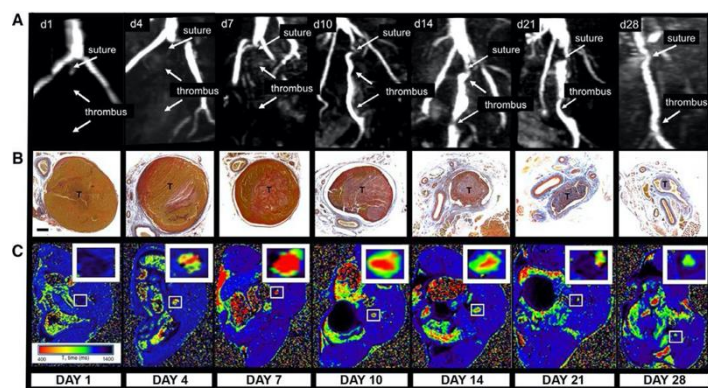 A
d1
d4
d7
d10
d14
d21
d28
suture
suture
suture
suture
suture
suture
suture
thrombus
thrombus
thrombus
thrombus
thrombus
thrombus
thrombus
B
T
T
T
T
T
T
T
C
T₁ time (ms)
400
1400
DAY 1
DAY 4
DAY 7
DAY 10
DAY 14
DAY 21
DAY 28